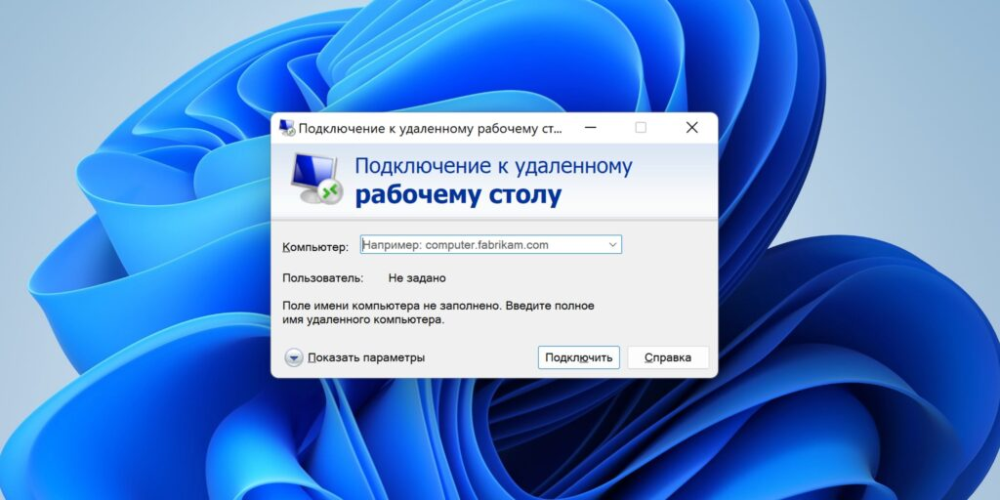 Подключение к удаленному рабочему ст...
Подключение к удаленному
рабочему столу
Компьютер: Например: computer.fabrikam.com
Пользователь: Не задано
Поле имени компьютера не заполнено. Введите полное
имя удаленного компьютера.
Показать параметры Подключить Справка